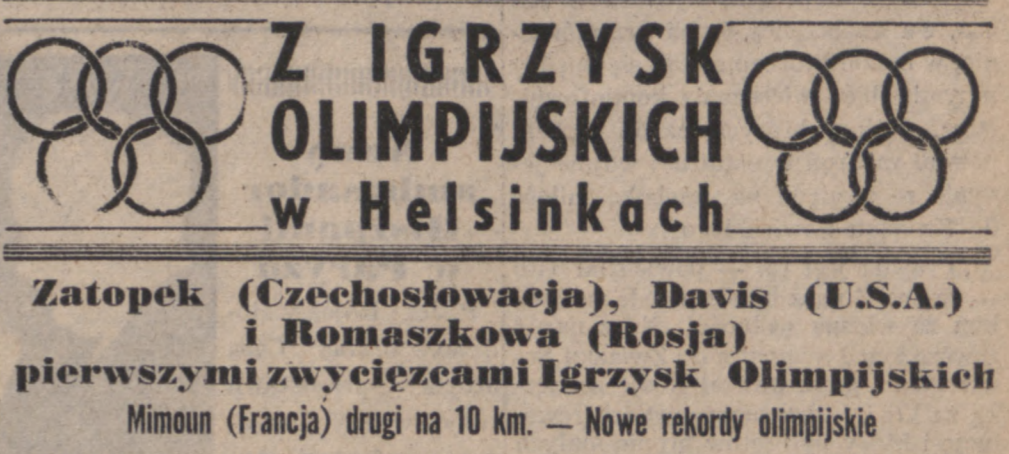 Z IGRZYSK
OLIMPIJSKICH
w Helsinkach
Zatopek (Czechosłowacja), Davis (U.S.A.)
i Romaszkowa (Rosja)
pierwszymi zwycięzcami Igrzysk Olimpijskich
Mimoun (Francja) drugi na 10 km. — Nowe rekordy olimpijskie